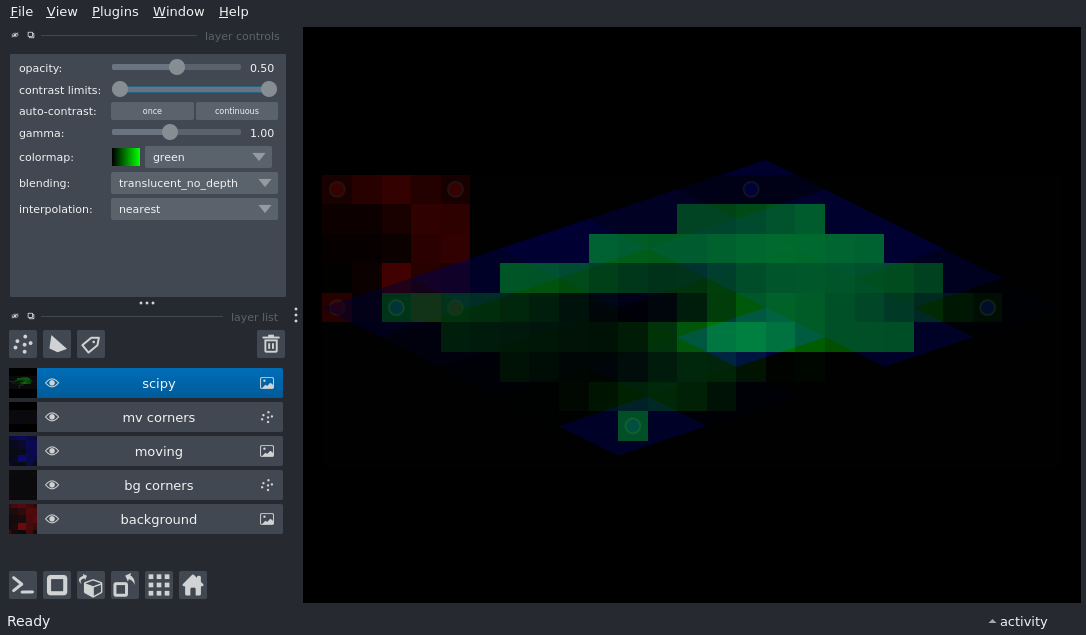 File View Plugins Window Help
layer controls
opacity: 0.50
contrast limits:
auto-contrast: once continuous
gamma: 1.00
colormap: green
blending: translucent_no_depth
interpolation: nearest
layer list
scipy
mv corners
moving
bg corners
background
Ready
activity